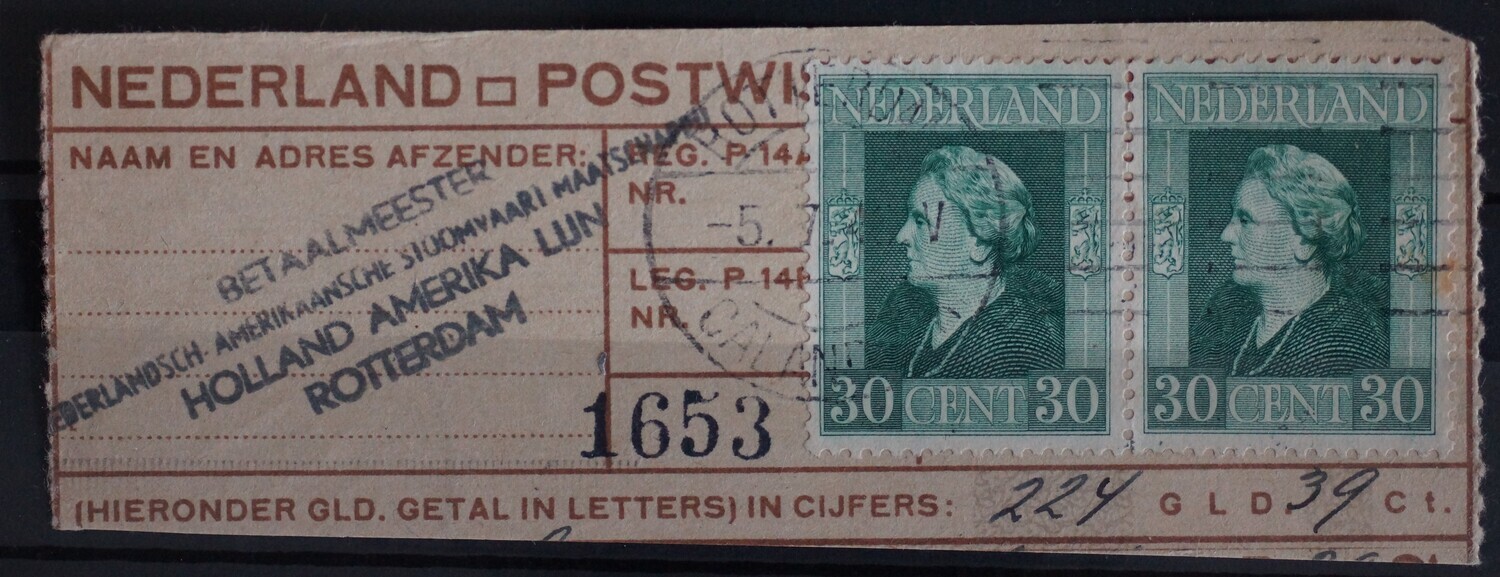 NEDERLAND POSTWI
NAAM EN ADRES AFZENDER:
BETAALMEESTER
EDERLANDSCH-AMERIKAANSCHE STOOMVAART MAATSCHAPPIJ
HOLLAND AMERIKA LIJN
ROTTERDAM
REG. P 14A
NR.
LEG. P 14
NR.
1653
-5. V
NEDERLAND
30 CENT 30
NEDERLAND
30 CENT 30
(HIERONDER GLD. GETAL IN LETTERS) IN CIJFERS: 224 GLD. 39 Ct.